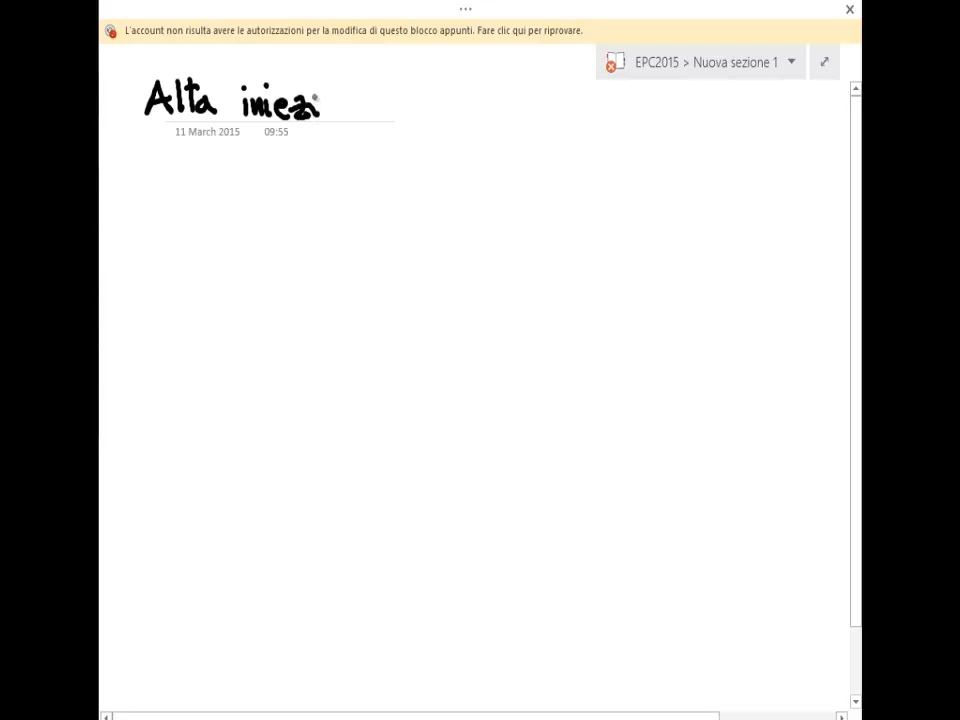 ...
L'account non risulta avere le autorizzazioni per la modifica di questo blocco appunti. Fare clic qui per riprovare.
EPC2015 > Nuova sezione 1
Alta iniezi
11 March 2015 09:55